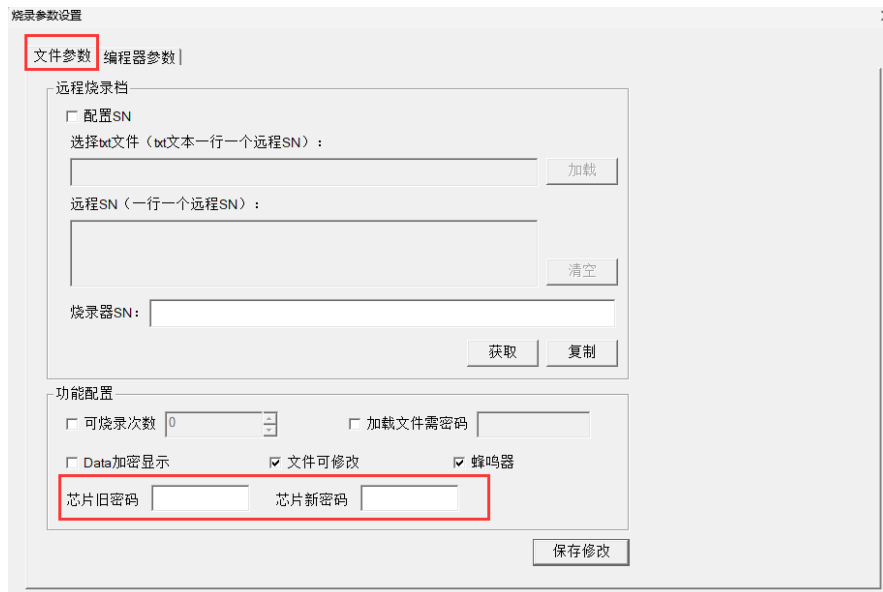 烧录参数设置
文件参数 编程器参数
远程烧录档
配置SN
选择txt文件（txt文本一行一个远程SN）：
加载
远程SN（一行一个远程SN）：
清空
烧录器SN：
获取 复制
功能配置
可烧录次数 0 加载文件需密码
Data加密显示 文件可修改 蜂鸣器
芯片旧密码 芯片新密码
保存修改